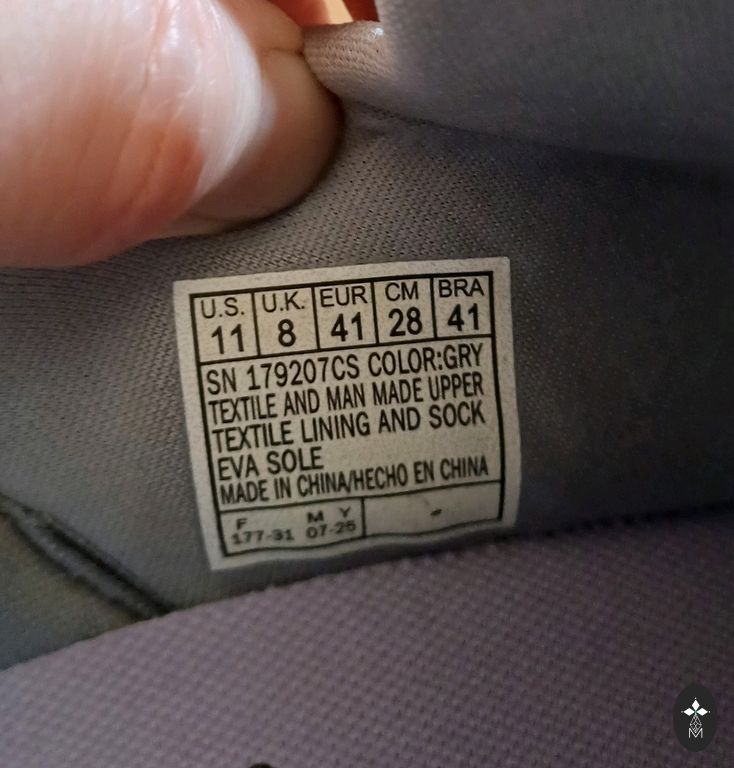 U.S. U.K. EUR CM BRA
11 8 41 28 41
SN 179207CS COLOR:GRY
TEXTILE AND MAN MADE UPPER
TEXTILE LINING AND SOCK
EVA SOLE
MADE IN CHINA/HECHO EN CHINA
F M Y
177-31 07-25
M